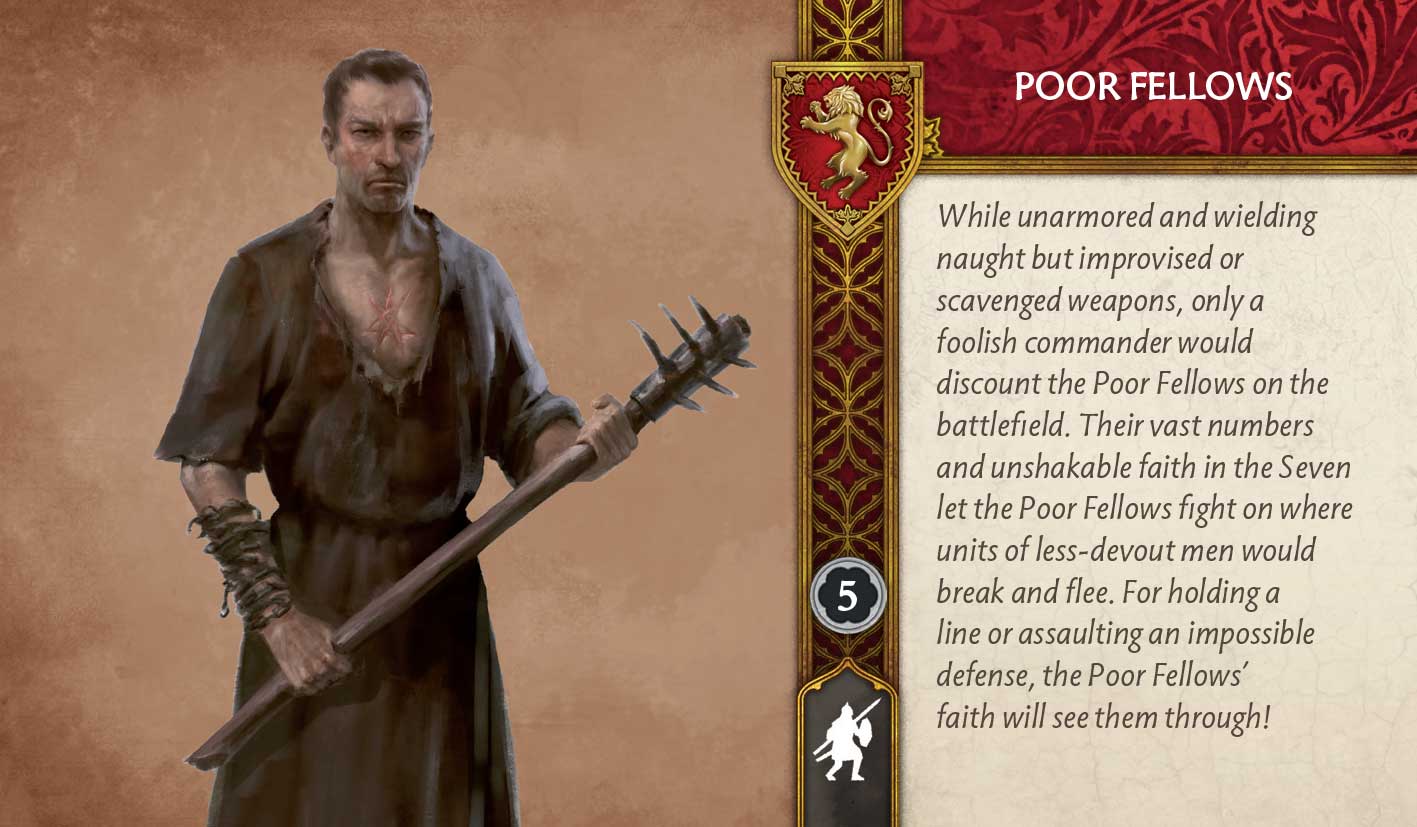 POOR FELLOWS
While unarmored and wielding
naught but improvised or
scavenged weapons, only a
foolish commander would
discount the Poor Fellows on the
battlefield. Their vast numbers
and unshakable faith in the Seven
let the Poor Fellows fight on where
units of less-devout men would
break and flee. For holding a
line or assaulting an impossible
defense, the Poor Fellows’
faith will see them through!
5